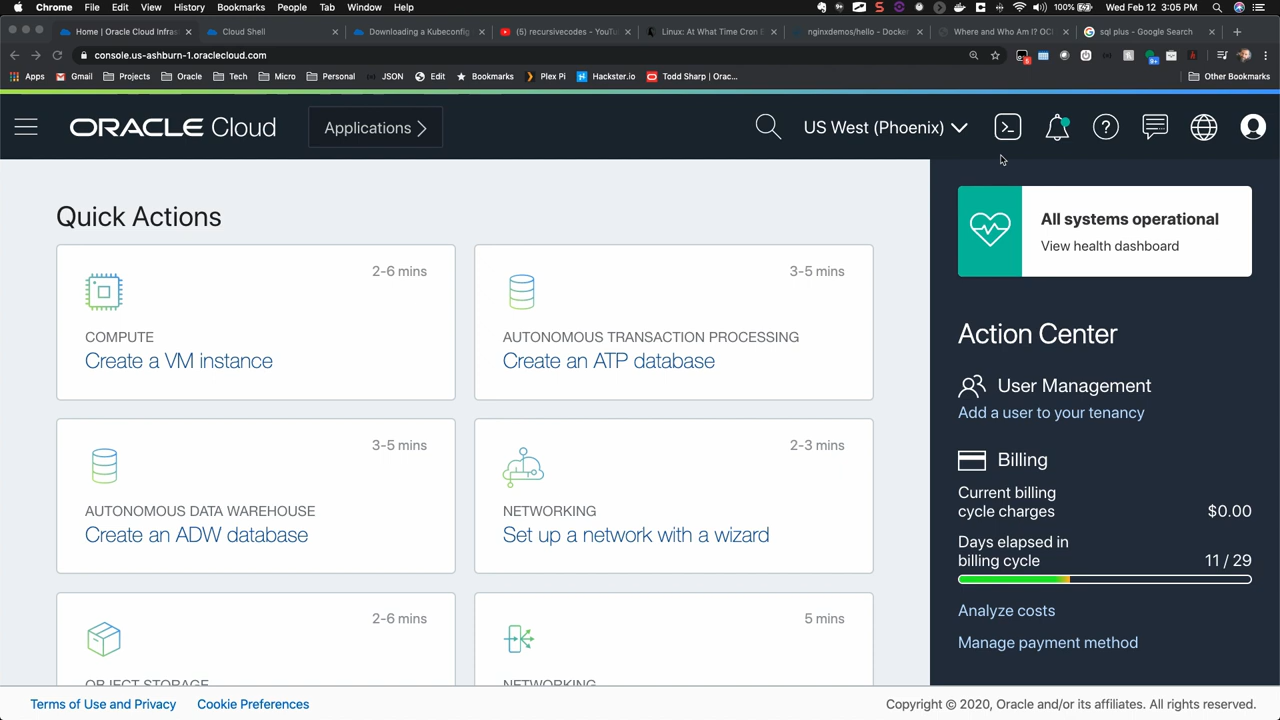 Chrome File Edit View History Bookmarks People Tab Window Help
100% Wed Feb 12 3:05 PM
Home | Oracle Cloud Infras
Cloud Shell
Downloading a Kubeconfig
(5) recursivecodes - YouTu
Linux: At What Time Cron E
nginxdemos/hello - Docker
Where and Who Am I? OCI
sql plus - Google Search
console.us-ashburn-1.oraclecloud.com
Apps Gmail Projects Oracle Tech Micro Personal JSON Edit Bookmarks Plex Pi Hackster.io Todd Sharp | Orac... Other Bookmarks
ORACLE Cloud
Applications
US West (Phoenix)
Quick Actions
2-6 mins
COMPUTE
Create a VM instance
3-5 mins
AUTONOMOUS TRANSACTION PROCESSING
Create an ATP database
3-5 mins
AUTONOMOUS DATA WAREHOUSE
Create an ADW database
2-3 mins
NETWORKING
Set up a network with a wizard
2-6 mins
OBJECT STORAGE
5 mins
NETWORKING
All systems operational
View health dashboard
Action Center
User Management
Add a user to your tenancy
Billing
Current billing
cycle charges $0.00
Days elapsed in
billing cycle 11 / 29
Analyze costs
Manage payment method
Terms of Use and Privacy Cookie Preferences
Copyright © 2020, Oracle and/or its affiliates. All rights reserved.